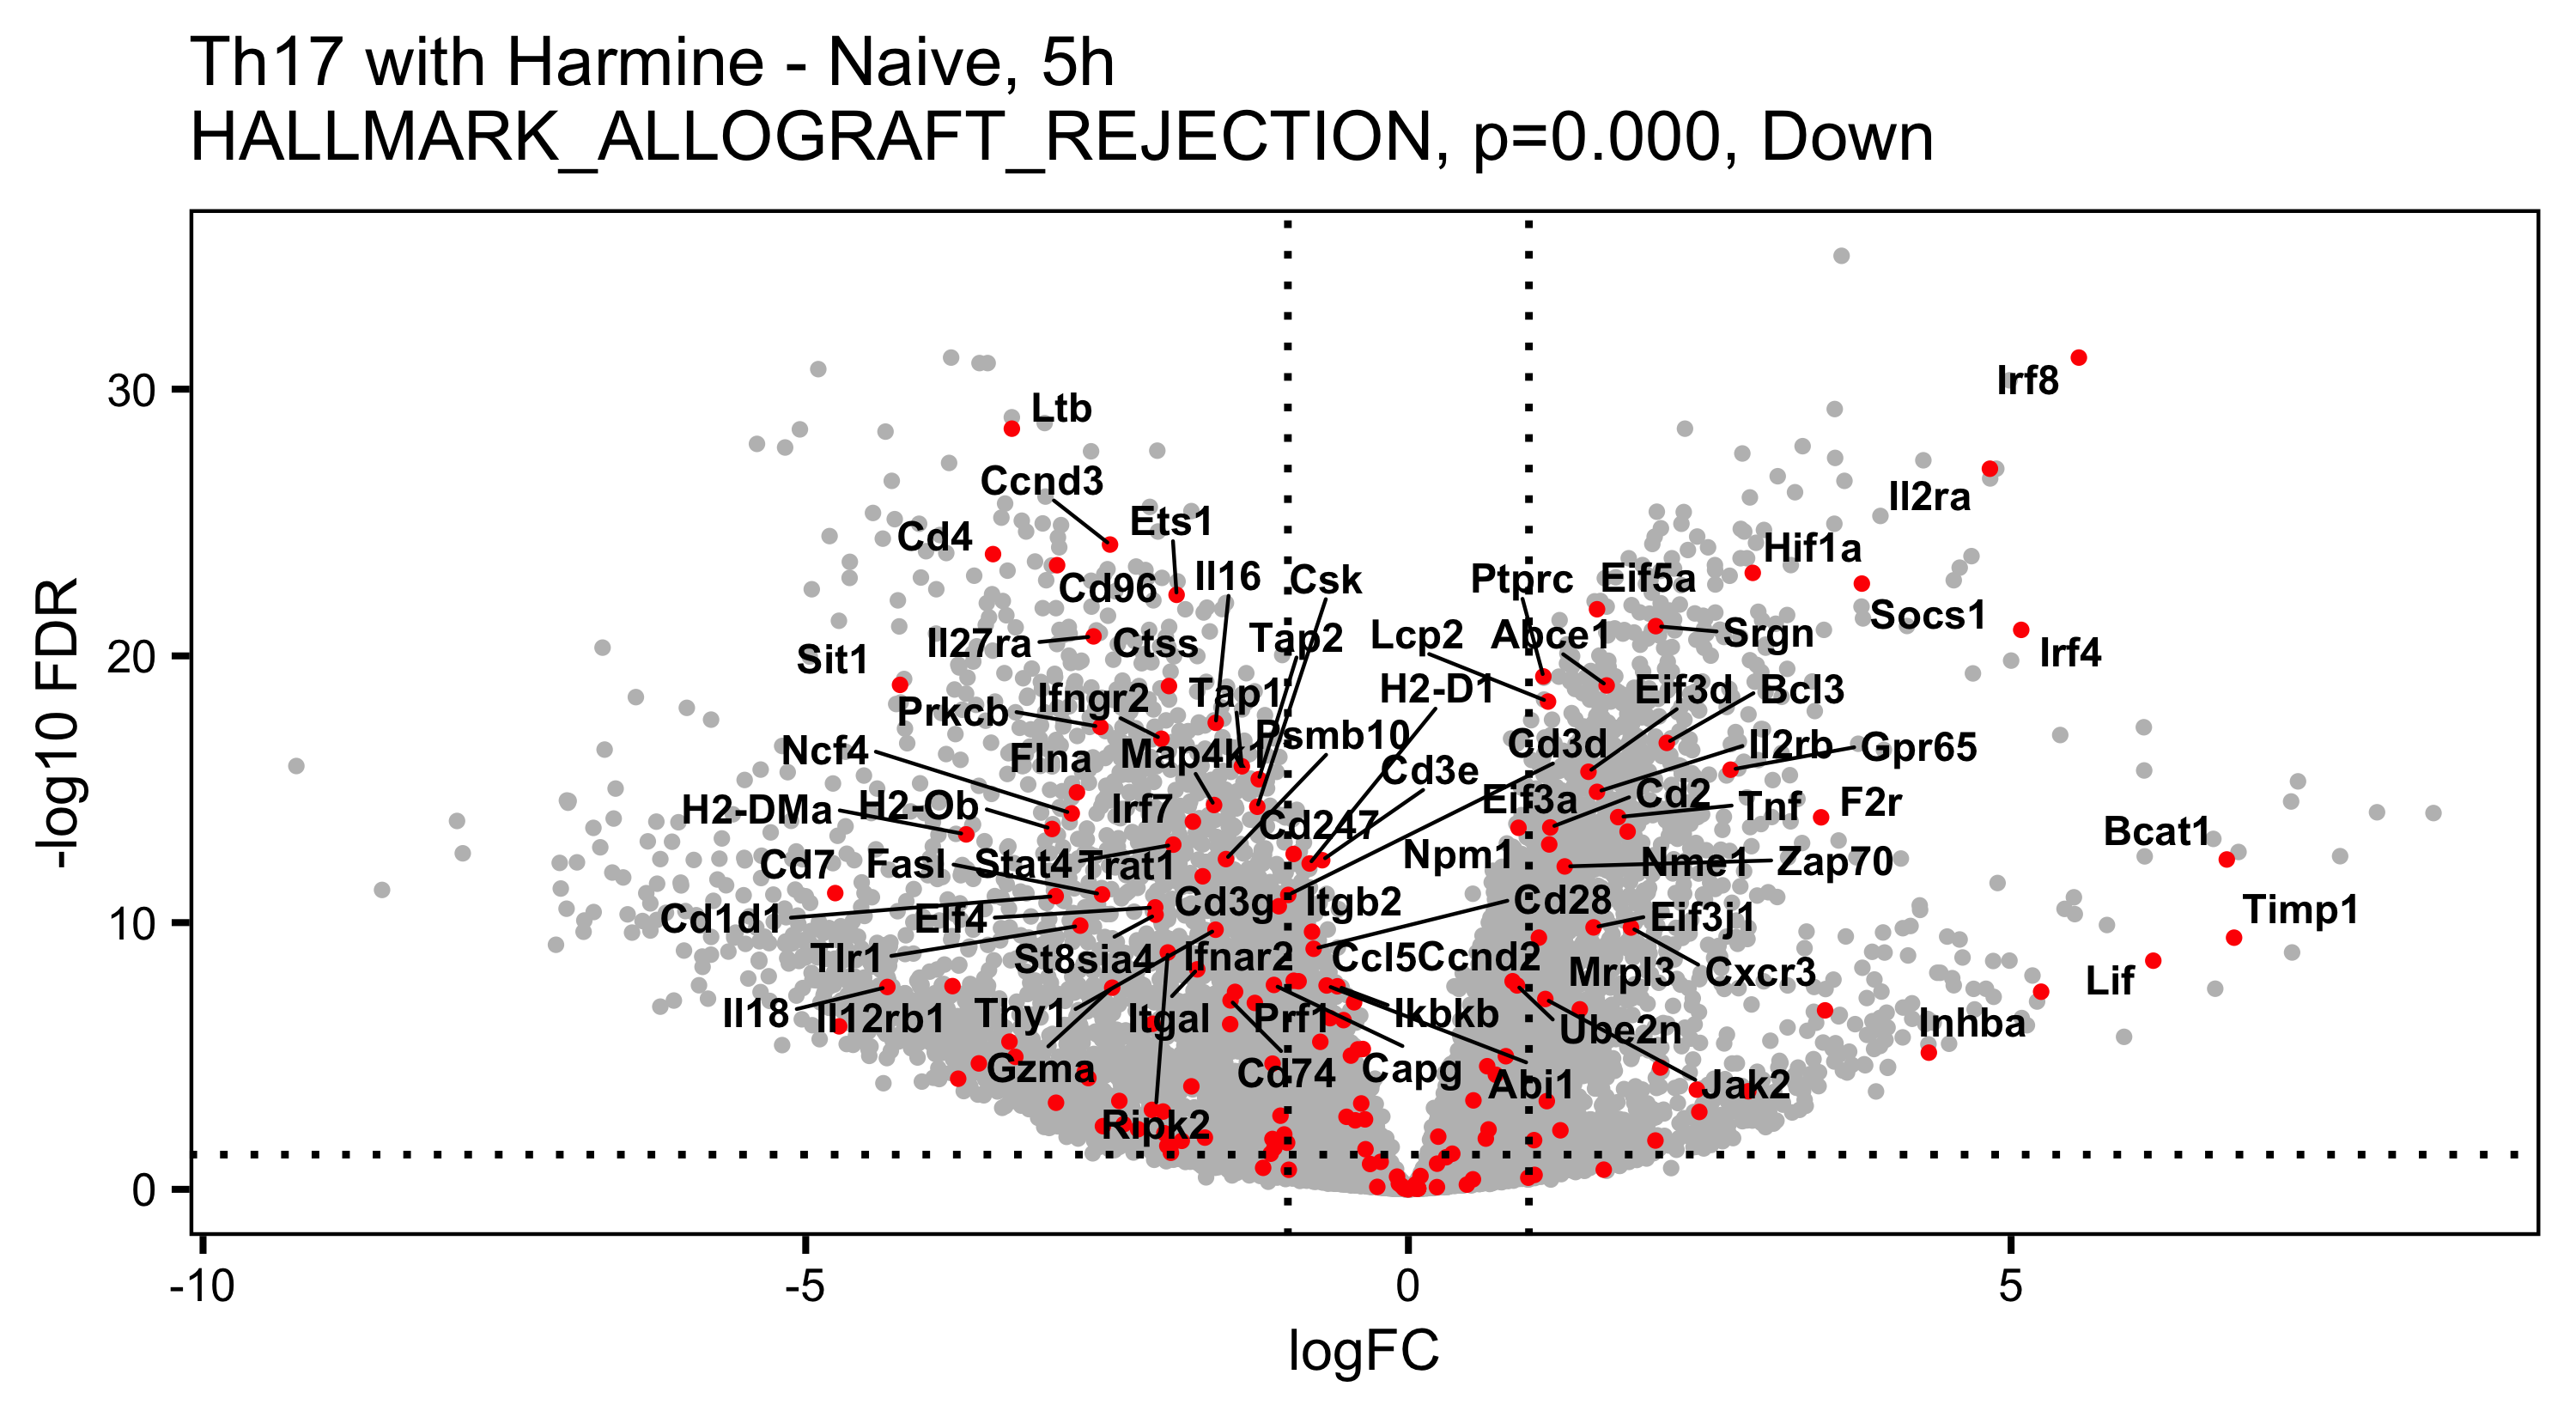 Th17 with Harmine - Naive, 5h
HALLMARK_ALLOGRAFT_REJECTION, p=0.000, Down
-log10 FDR
30
20
10
0
Irf8
Ltb
Ccnd3
Il2ra
Ets1
Cd4
Hif1a
Cd96
Il16
Csk
Ptprc
Eif5a
Socs1
Il27ra
Ctss
Tap2
Lcp2
Abce1
Srgn
Irf4
Sit1
Ifngr2
Tap1
H2-D1
Eif3d
Bcl3
Prkcb
Psmb10
Cd3d
Il2rb
Gpr65
Ncf4
Flna
Map4k1
Cd3e
H2-DMa
H2-Ob
Irf7
Eif3a
Cd2
Tnf
F2r
Cd247
Bcat1
Cd7
Fasl
Stat4
Trat1
Npm1
Nme1
Zap70
Cd1d1
Elf4
Cd3g
Itgb2
Cd28
Eif3j1
Timp1
Tlr1
St8sia4
Ifnar2
Ccl5
Ccnd2
Mrpl3
Cxcr3
Lif
Il18
Il12rb1
Thy1
Itgal
Prf1
Ikbkb
Ube2n
Inhba
Gzma
Cd74
Capg
Abi1
Jak2
Ripk2
-10
-5
0
5
logFC